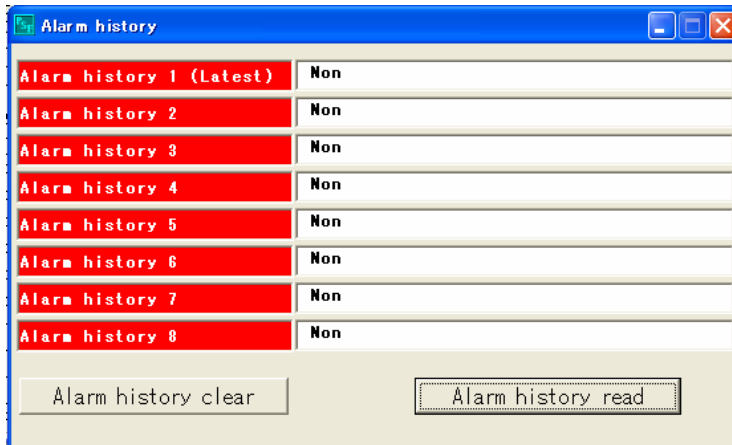 Alarm history
Alarm history 1 (Latest) Non
Alarm history 2 Non
Alarm history 3 Non
Alarm history 4 Non
Alarm history 5 Non
Alarm history 6 Non
Alarm history 7 Non
Alarm history 8 Non
Alarm history clear Alarm history read